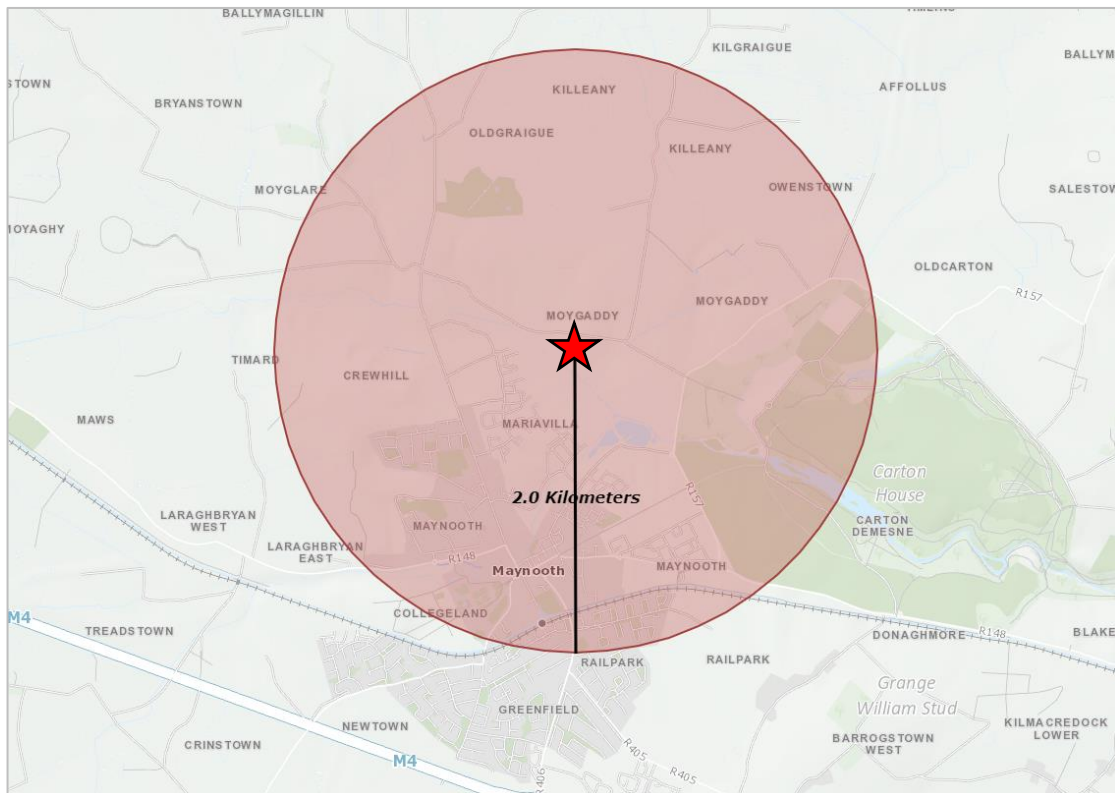 BALLYMAGILLIN
KILGRAIGUE
BALLYM
STOWN
KILLEANY
AFFOLLUS
BRYANSTOWN
OLDGRAIGUE
KILLEANY
MOYGLARE
OWENSTOWN
SALESTOW
MOYAGHY
OLDCARTON
MOYGADDY
R157
MOYGADDY
TIMARD
CREWHILL
MAWS
MARIAVILLA
Carton
House
2.0 Kilometers
R157
LARAGHBRYAN
WEST
MAYNOOTH
CARTON
DEMESNE
LARAGHBRYAN
EAST
R148
Maynooth
MAYNOOTH
COLLEGELAND
M4
TREADSTOWN
DONAGHMORE
R148
BLAKE
RAILPARK
RAILPARK
Grange
William Stud
GREENFIELD
NEWTOWN
KILMACREDOCK
LOWER
CRINSTOWN
BARROGSTOWN
WEST
M4
R405
R405
R406